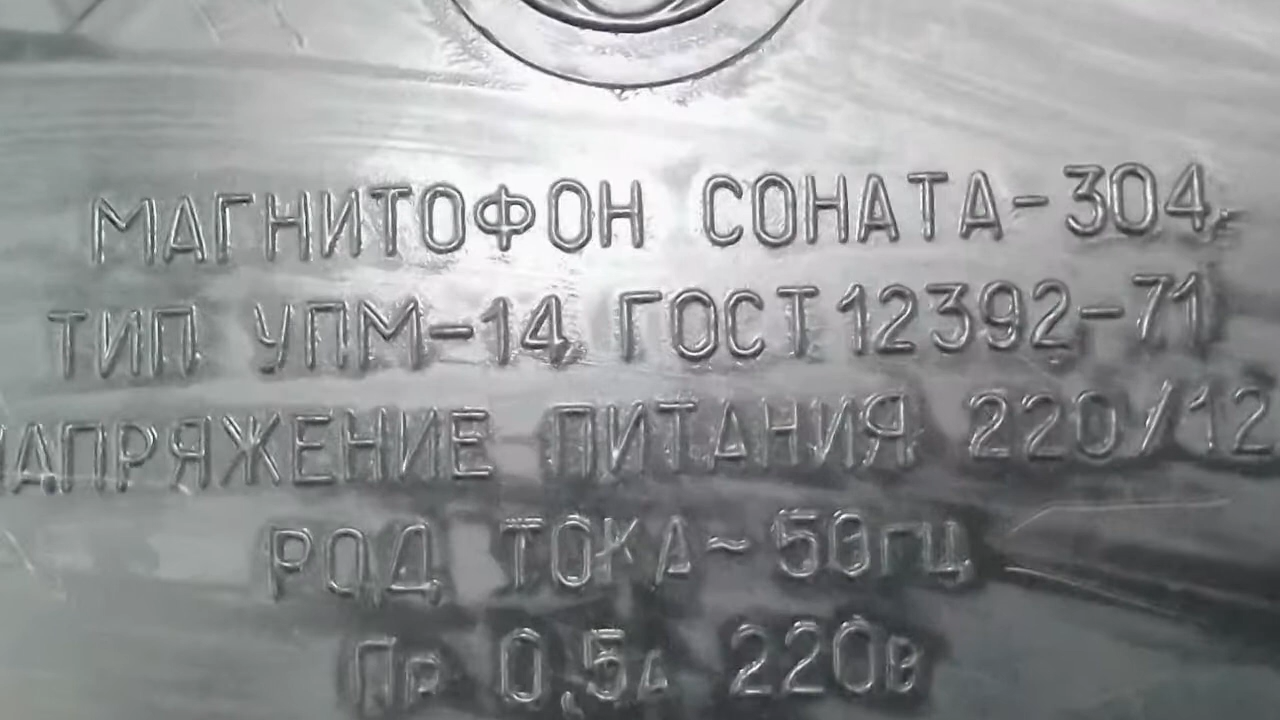 МАГНИТОФОН СОНАТА-304
ТИП УПМ-14 ГОСТ 12392-71
НАПРЯЖЕНИЕ ПИТАНИЯ 220/12
РОД ТОКА~50гц
Пр 0,5А 220в